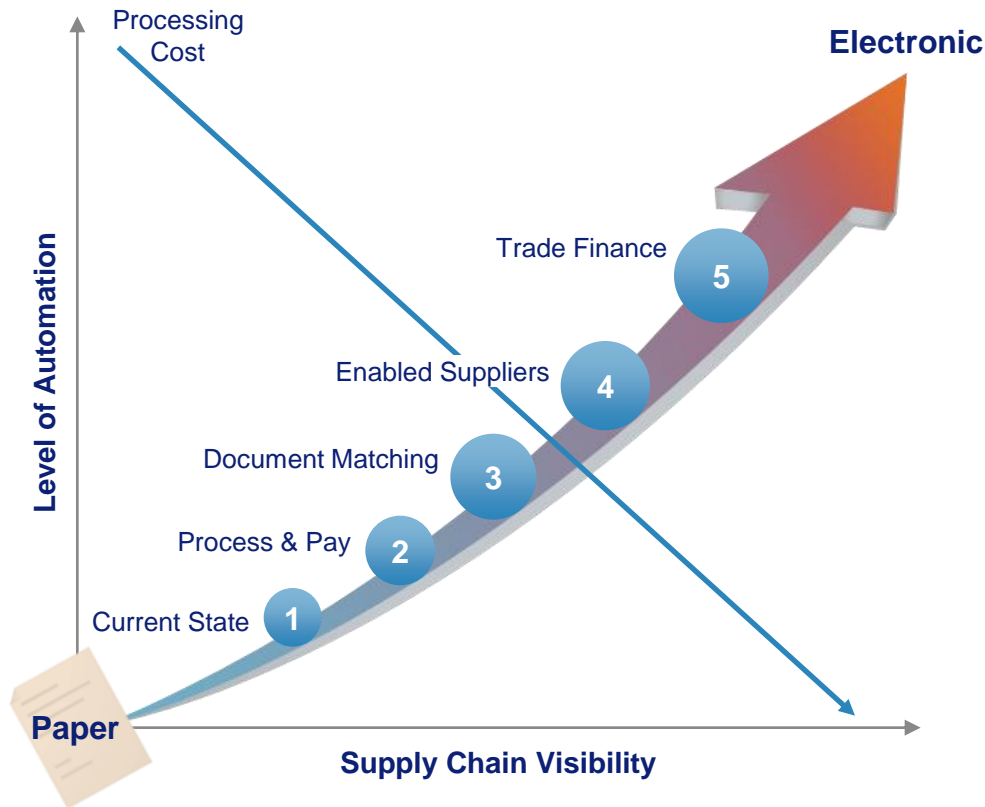 Processing
Cost
Electronic
Trade Finance
5
Enabled Suppliers
4
Document Matching
3
Process & Pay
2
Current State
1
Level of Automation
Paper
Supply Chain Visibility